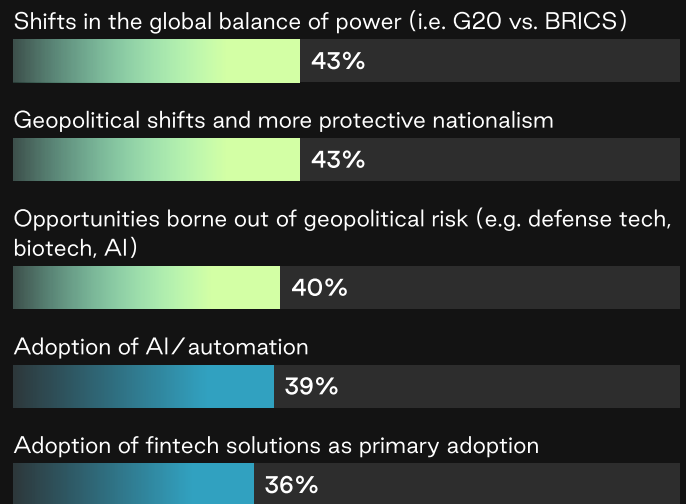 Shifts in the global balance of power (i.e. G20 vs. BRICS)
43%
Geopolitical shifts and more protective nationalism
43%
Opportunities borne out of geopolitical risk (e.g. defense tech,
biotech, AI)
40%
Adoption of AI/automation
39%
Adoption of fintech solutions as primary adoption
36%